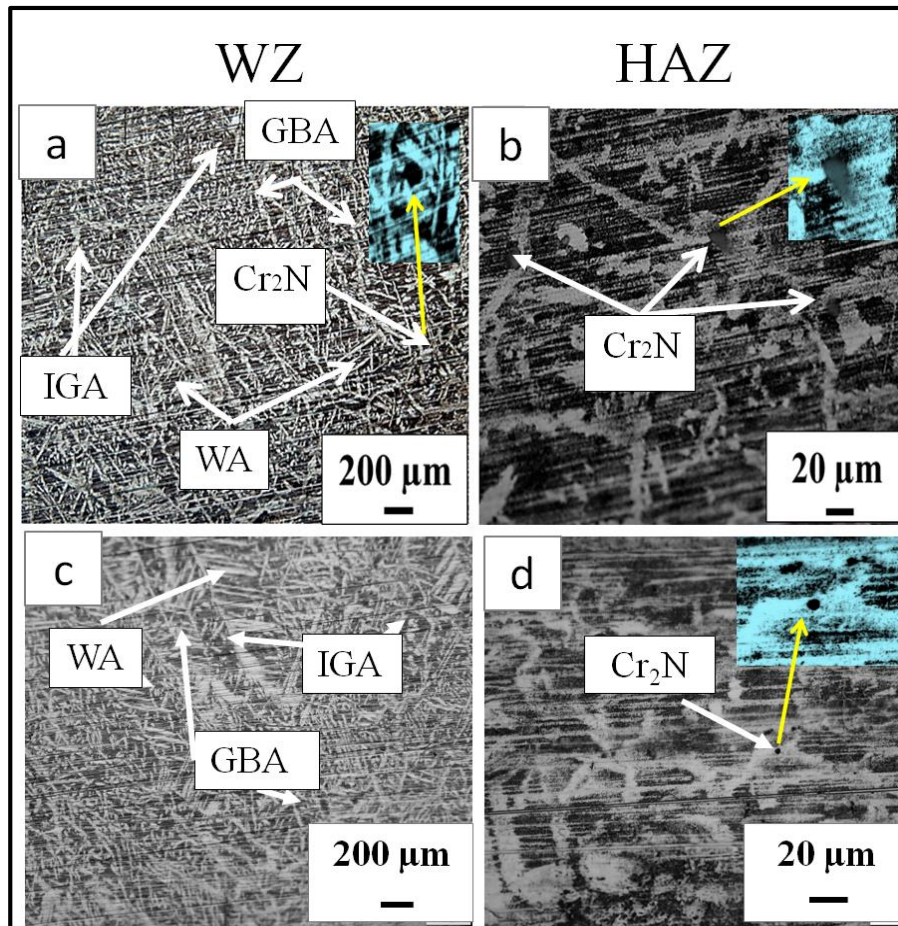 WZ
HAZ
a
GBA
Cr₂N
IGA
WA
200 µm
b
Cr₂N
20 µm
c
WA
IGA
GBA
200 µm
d
Cr₂N
20 µm